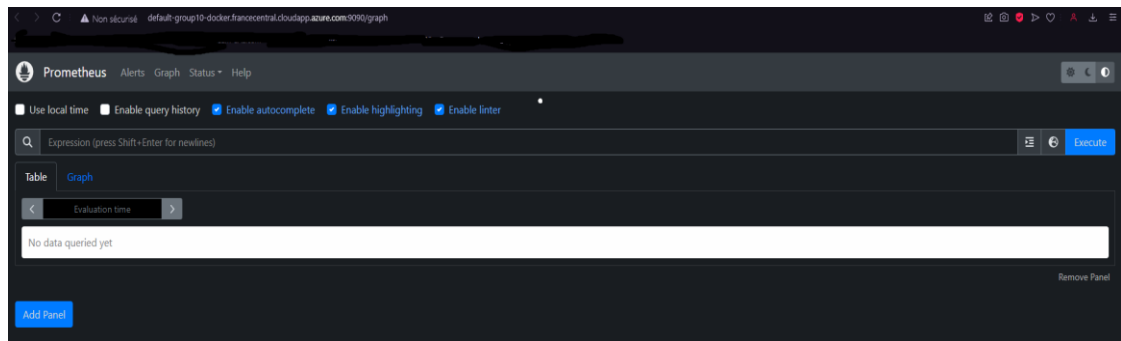 Non sécurisé default-group10-docker.francecentral.cloudapp.azure.com:9090/graph
Prometheus Alerts Graph Status Help
Use local time Enable query history Enable autocomplete Enable highlighting Enable linter
Expression (press Shift+Enter for newlines) Execute
Table Graph
Evaluation time
No data queried yet
Remove Panel
Add Panel